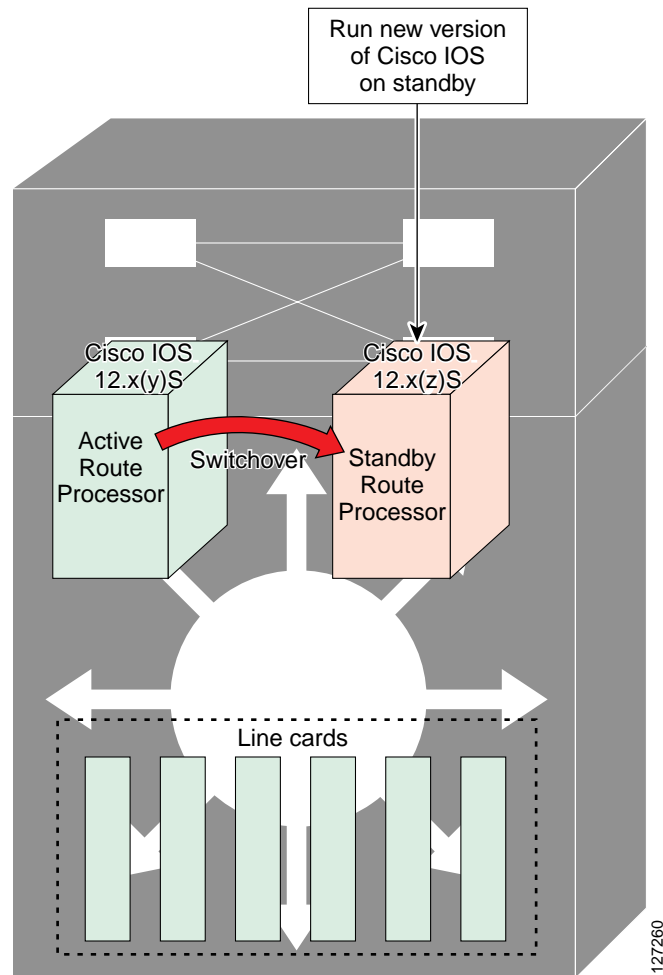 Run new version
of Cisco IOS
on standby
Cisco IOS
12.x(y)S
Cisco IOS
12.x(z)S
Active
Route
Processor
Switchover
Standby
Route
Processor
Line cards
127260